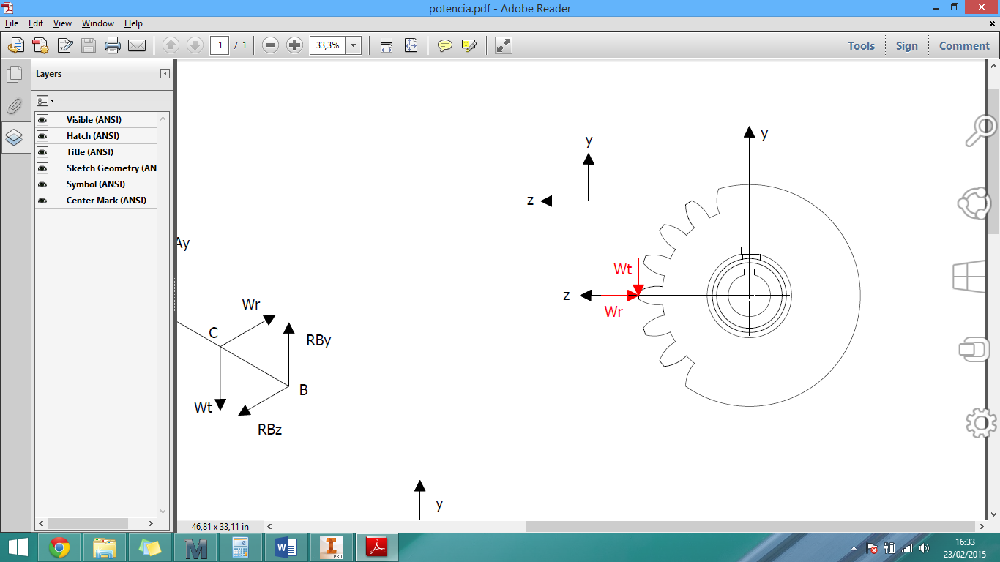 potencia.pdf - Adobe Reader
File Edit View Window Help
1 / 1 33,3% Tools Sign Comment
Layers
Visible (ANSI)
Hatch (ANSI)
Title (ANSI)
Sketch Geometry (AN
Symbol (ANSI)
Center Mark (ANSI)
y
z
y
Wt
z
Wr
Ay
Wr
C
RBy
B
Wt
RBz
y
46,81 x 33,11 in
PRO
16:33
23/02/2015